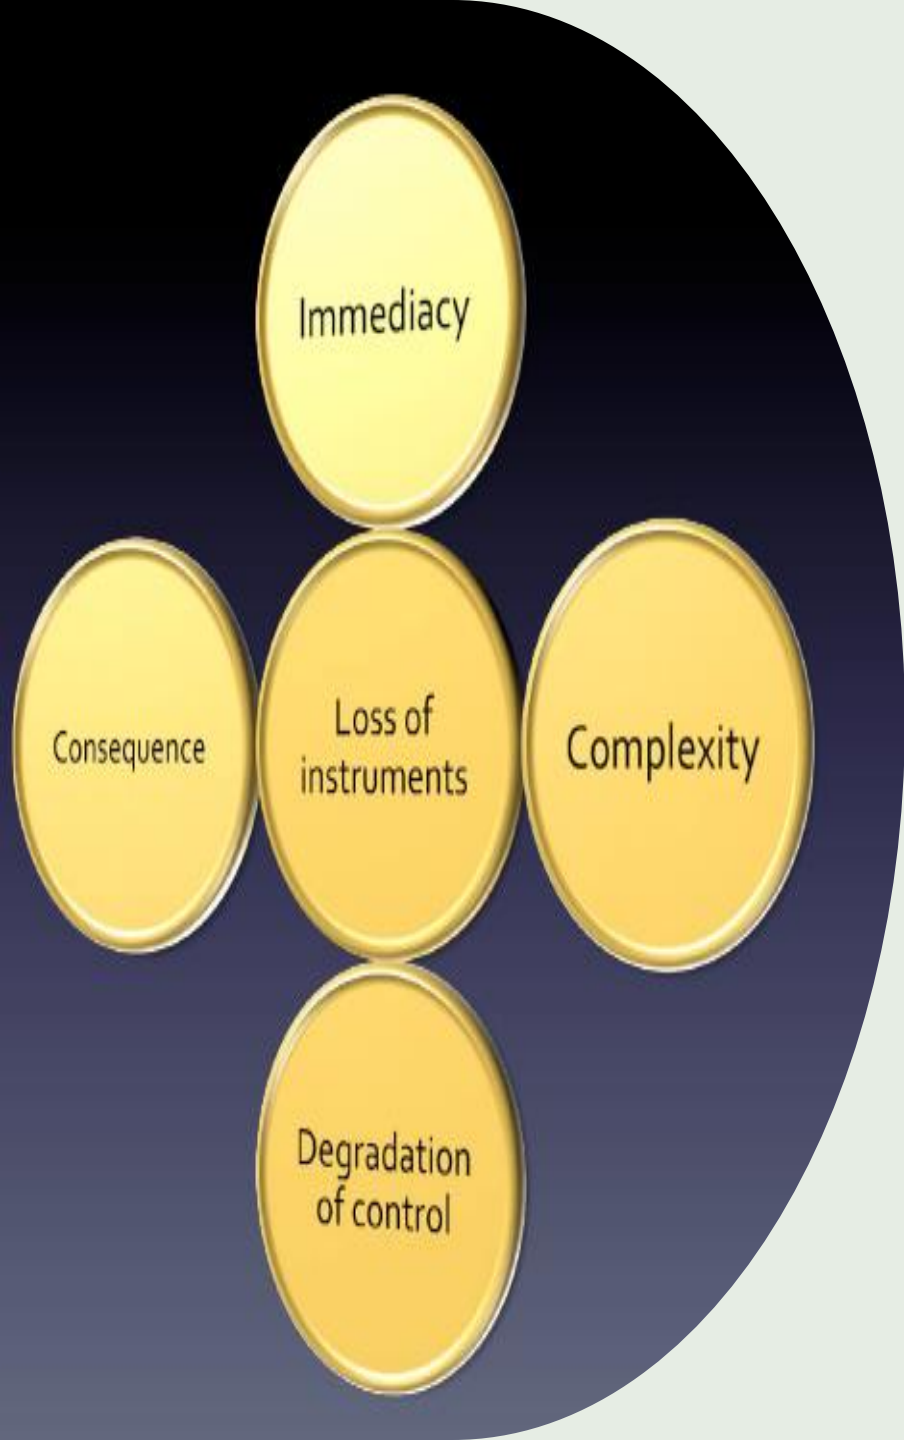 Immediacy
Consequence
Loss of
instruments
Complexity
Degradation
of control